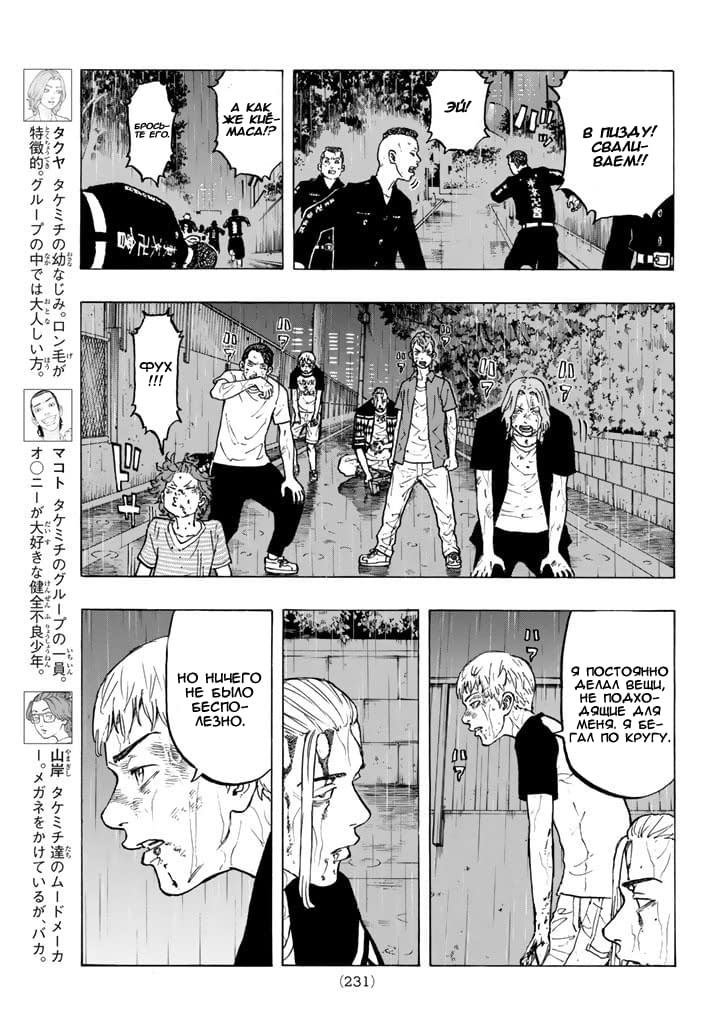 В ПИЗДУ!
СВАЛИ-
ВАЕМ!!
ЭЙ!
А КАК
ЖЕ КИЁ-
МАСА!?
БРОСЬ-
ТЕ ЕГО.
ФУХ
!!!
Я ПОСТОЯННО
ДЕЛАЛ ВЕЩИ,
НЕ ПОДХО-
ДЯЩИЕ ДЛЯ
МЕНЯ. Я БЕ-
ГАЛ ПО КРУГУ.
НО НИЧЕГО
НЕ БЫЛО
БЕСПО-
ЛЕЗНО.
タクヤ タケミチの幼なじみ。ロン毛が
特徴的。グループの中では大人しい方。
マコト タケミチのグループの一員。
オ〇ニーが大好きな健全不良少年。
山岸 タケミチ達のムードメーカ
ー。メガネをかけているが、バカ。
(231)